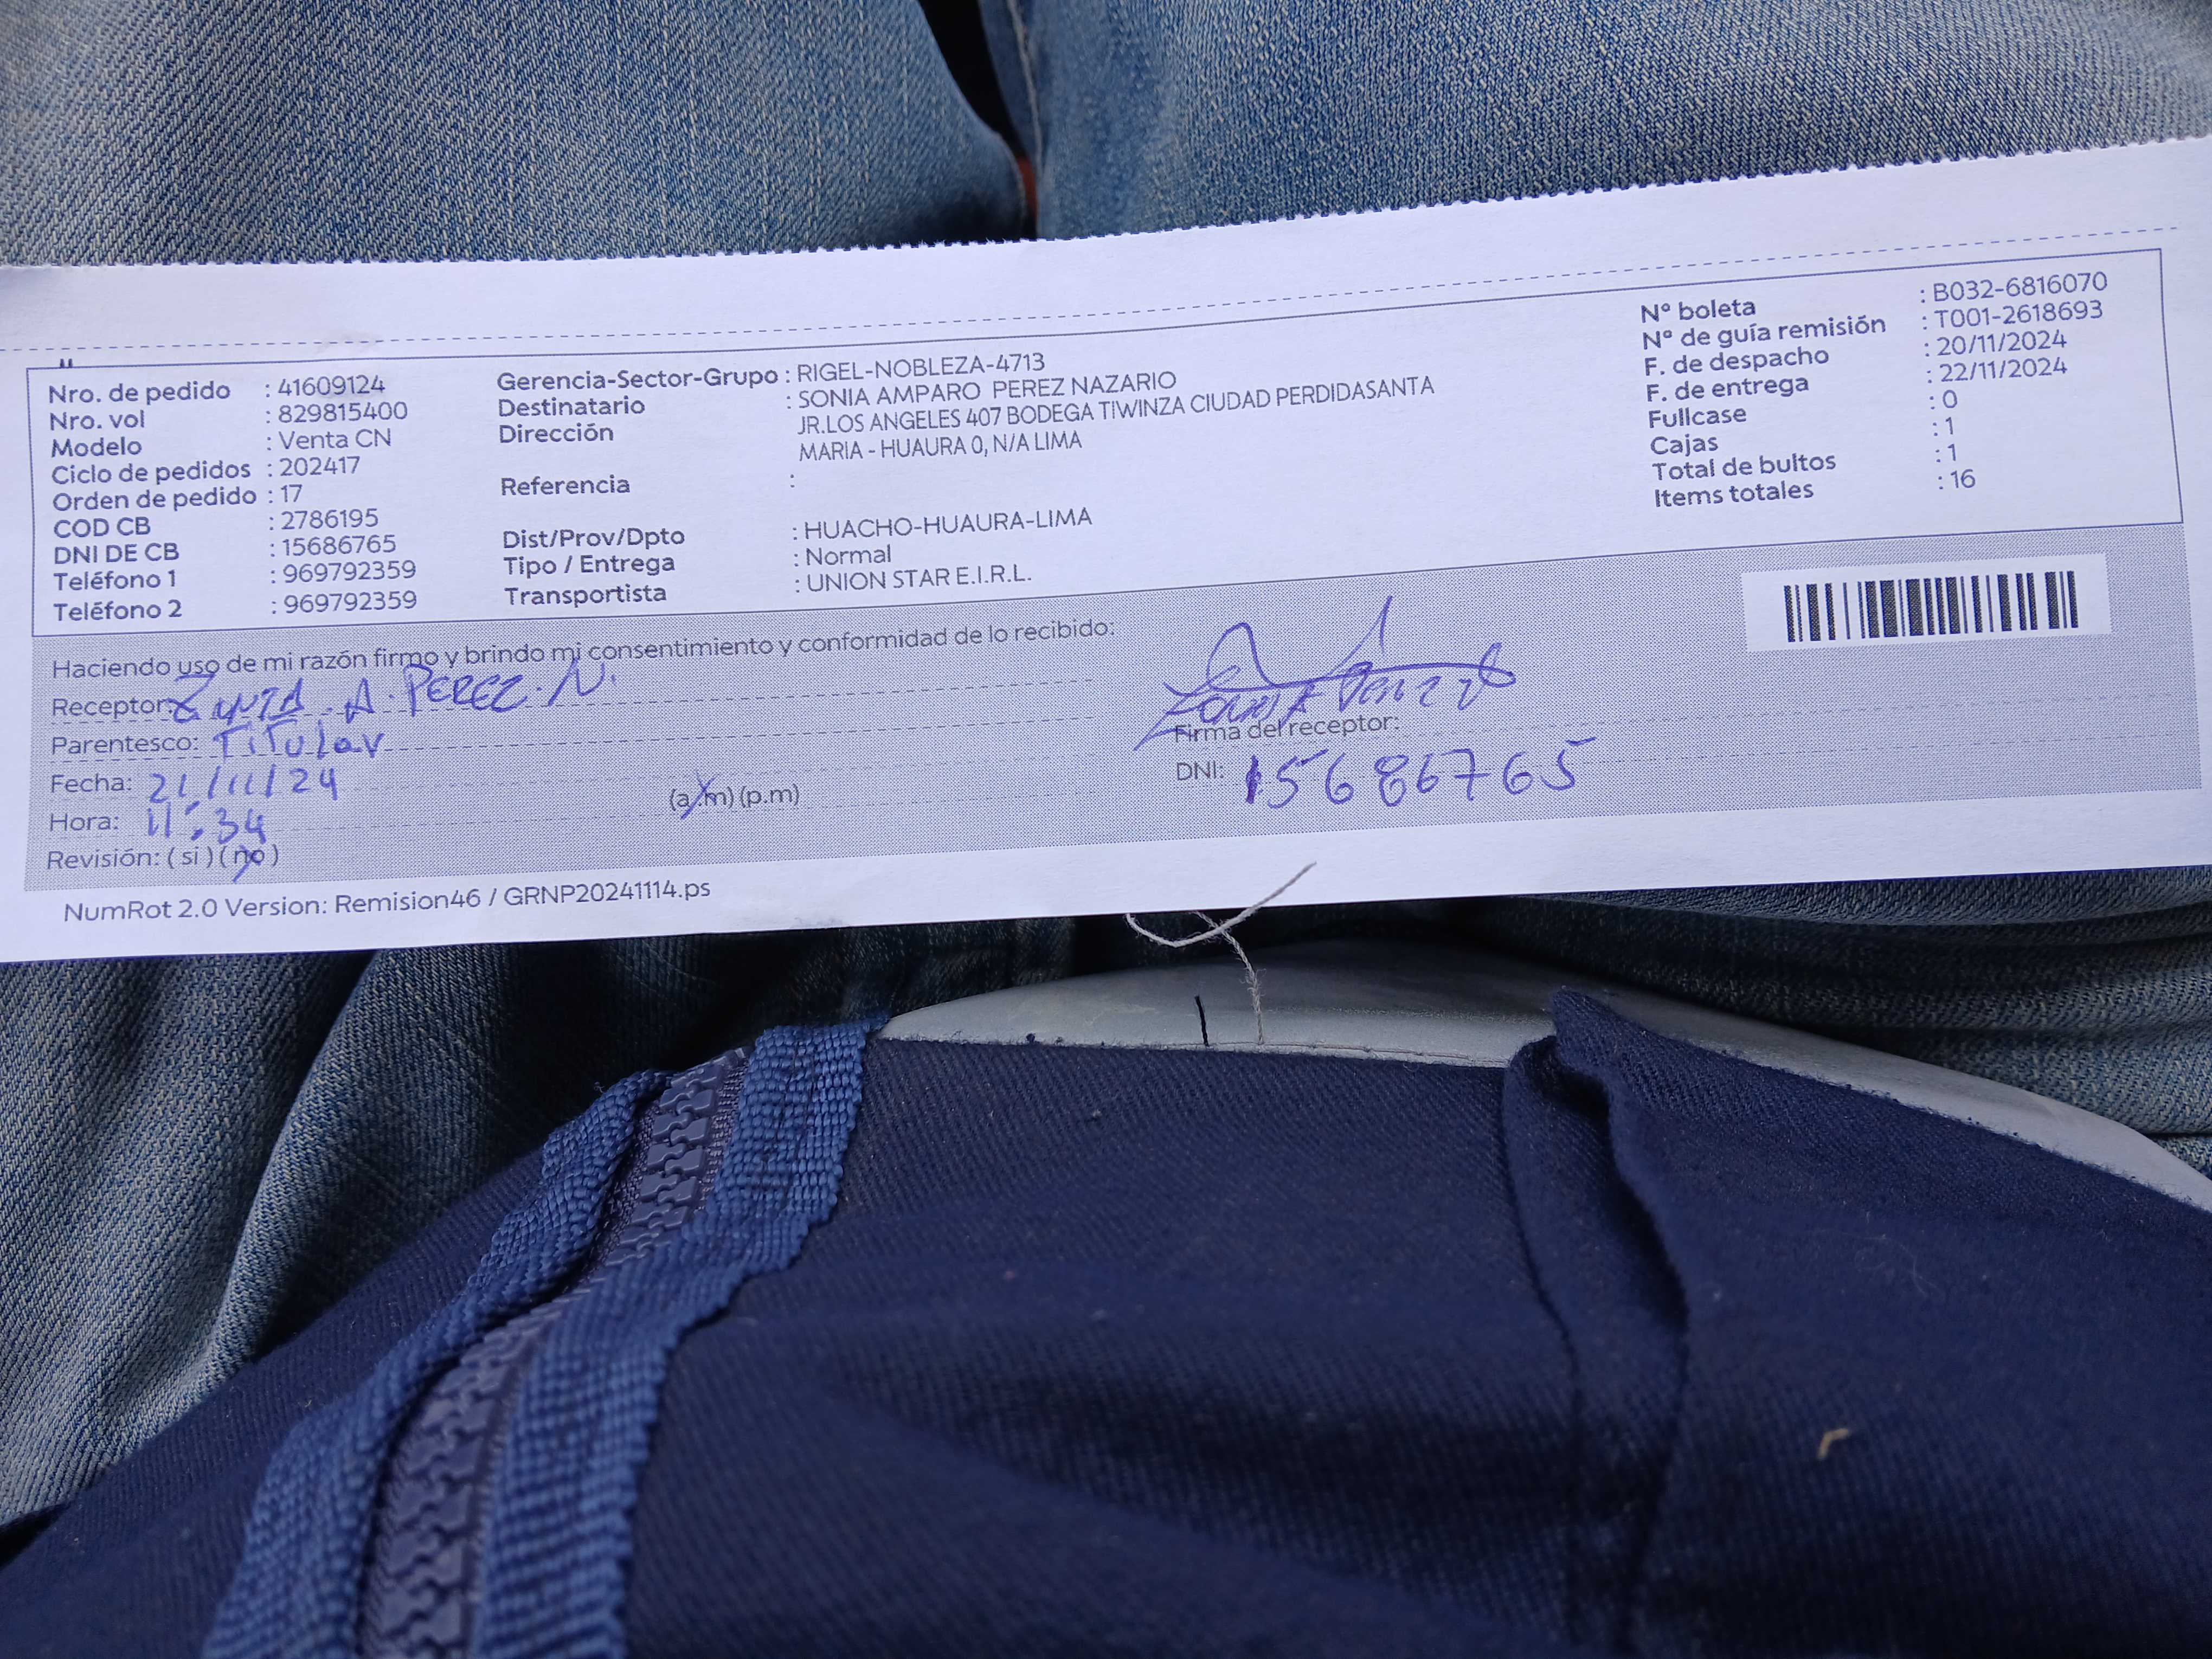 Nro. de pedido : 41609124
Nro. vol : 829815400
Modelo : Venta CN
Ciclo de pedidos : 202417
Orden de pedido : 17
COD CB : 2786195
DNI DE CB : 15686765
Teléfono 1 : 969792359
Teléfono 2 : 969792359
Gerencia-Sector-Grupo : RIGEL-NOBLEZA-4713
Destinatario : SONIA AMPARO PEREZ NAZARIO
Dirección JR.LOS ANGELES 407 BODEGA TIWINZA CIUDAD PERDIDASANTA
MARIA - HUAURA 0, N/A LIMA
Referencia :
Dist/Prov/Dpto : HUACHO-HUAURA-LIMA
Tipo / Entrega : Normal
Transportista : UNION STAR E.I.R.L.
Nº boleta : B032-6816070
Nº de guía remisión : T001-2618693
F. de despacho : 20/11/2024
F. de entrega : 22/11/2024
Fullcase : 0
Cajas : 1
Total de bultos : 1
Items totales : 16
Haciendo uso de mi razón firmo y brindo mi consentimiento y conformidad de lo recibido:
Receptor: A. PEREZ. N.
Parentesco: Titular
Fecha: 21/11/24
Hora: 11:34 (a.m) (p.m)
Revisión: ( si ) ( no )
Firma del receptor:
DNI: 15686765
NumRot 2.0 Version: Remision46 / GRNP20241114.ps